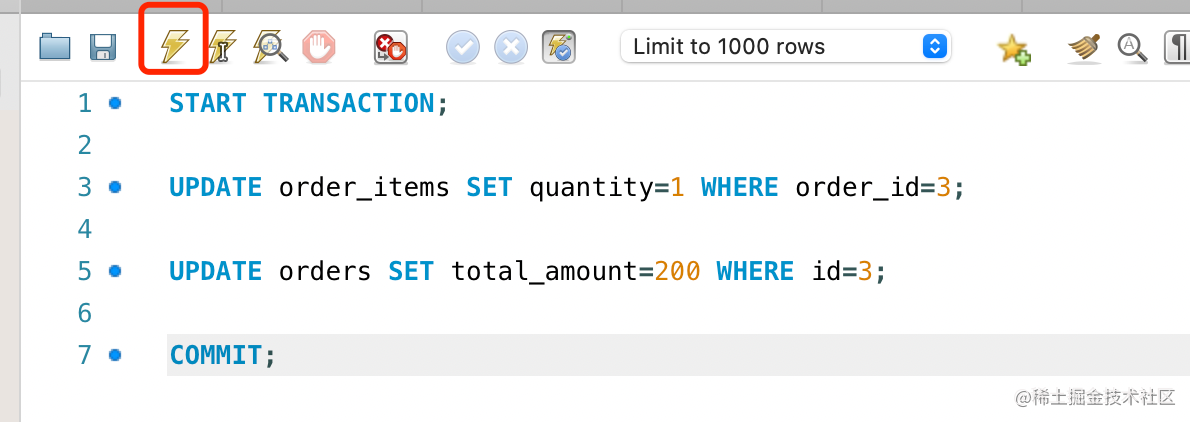 Limit to 1000 rows
1 START TRANSACTION;
2
3 UPDATE order_items SET quantity=1 WHERE order_id=3;
4
5 UPDATE orders SET total_amount=200 WHERE id=3;
6
7 COMMIT;
@稀土掘金技术社区